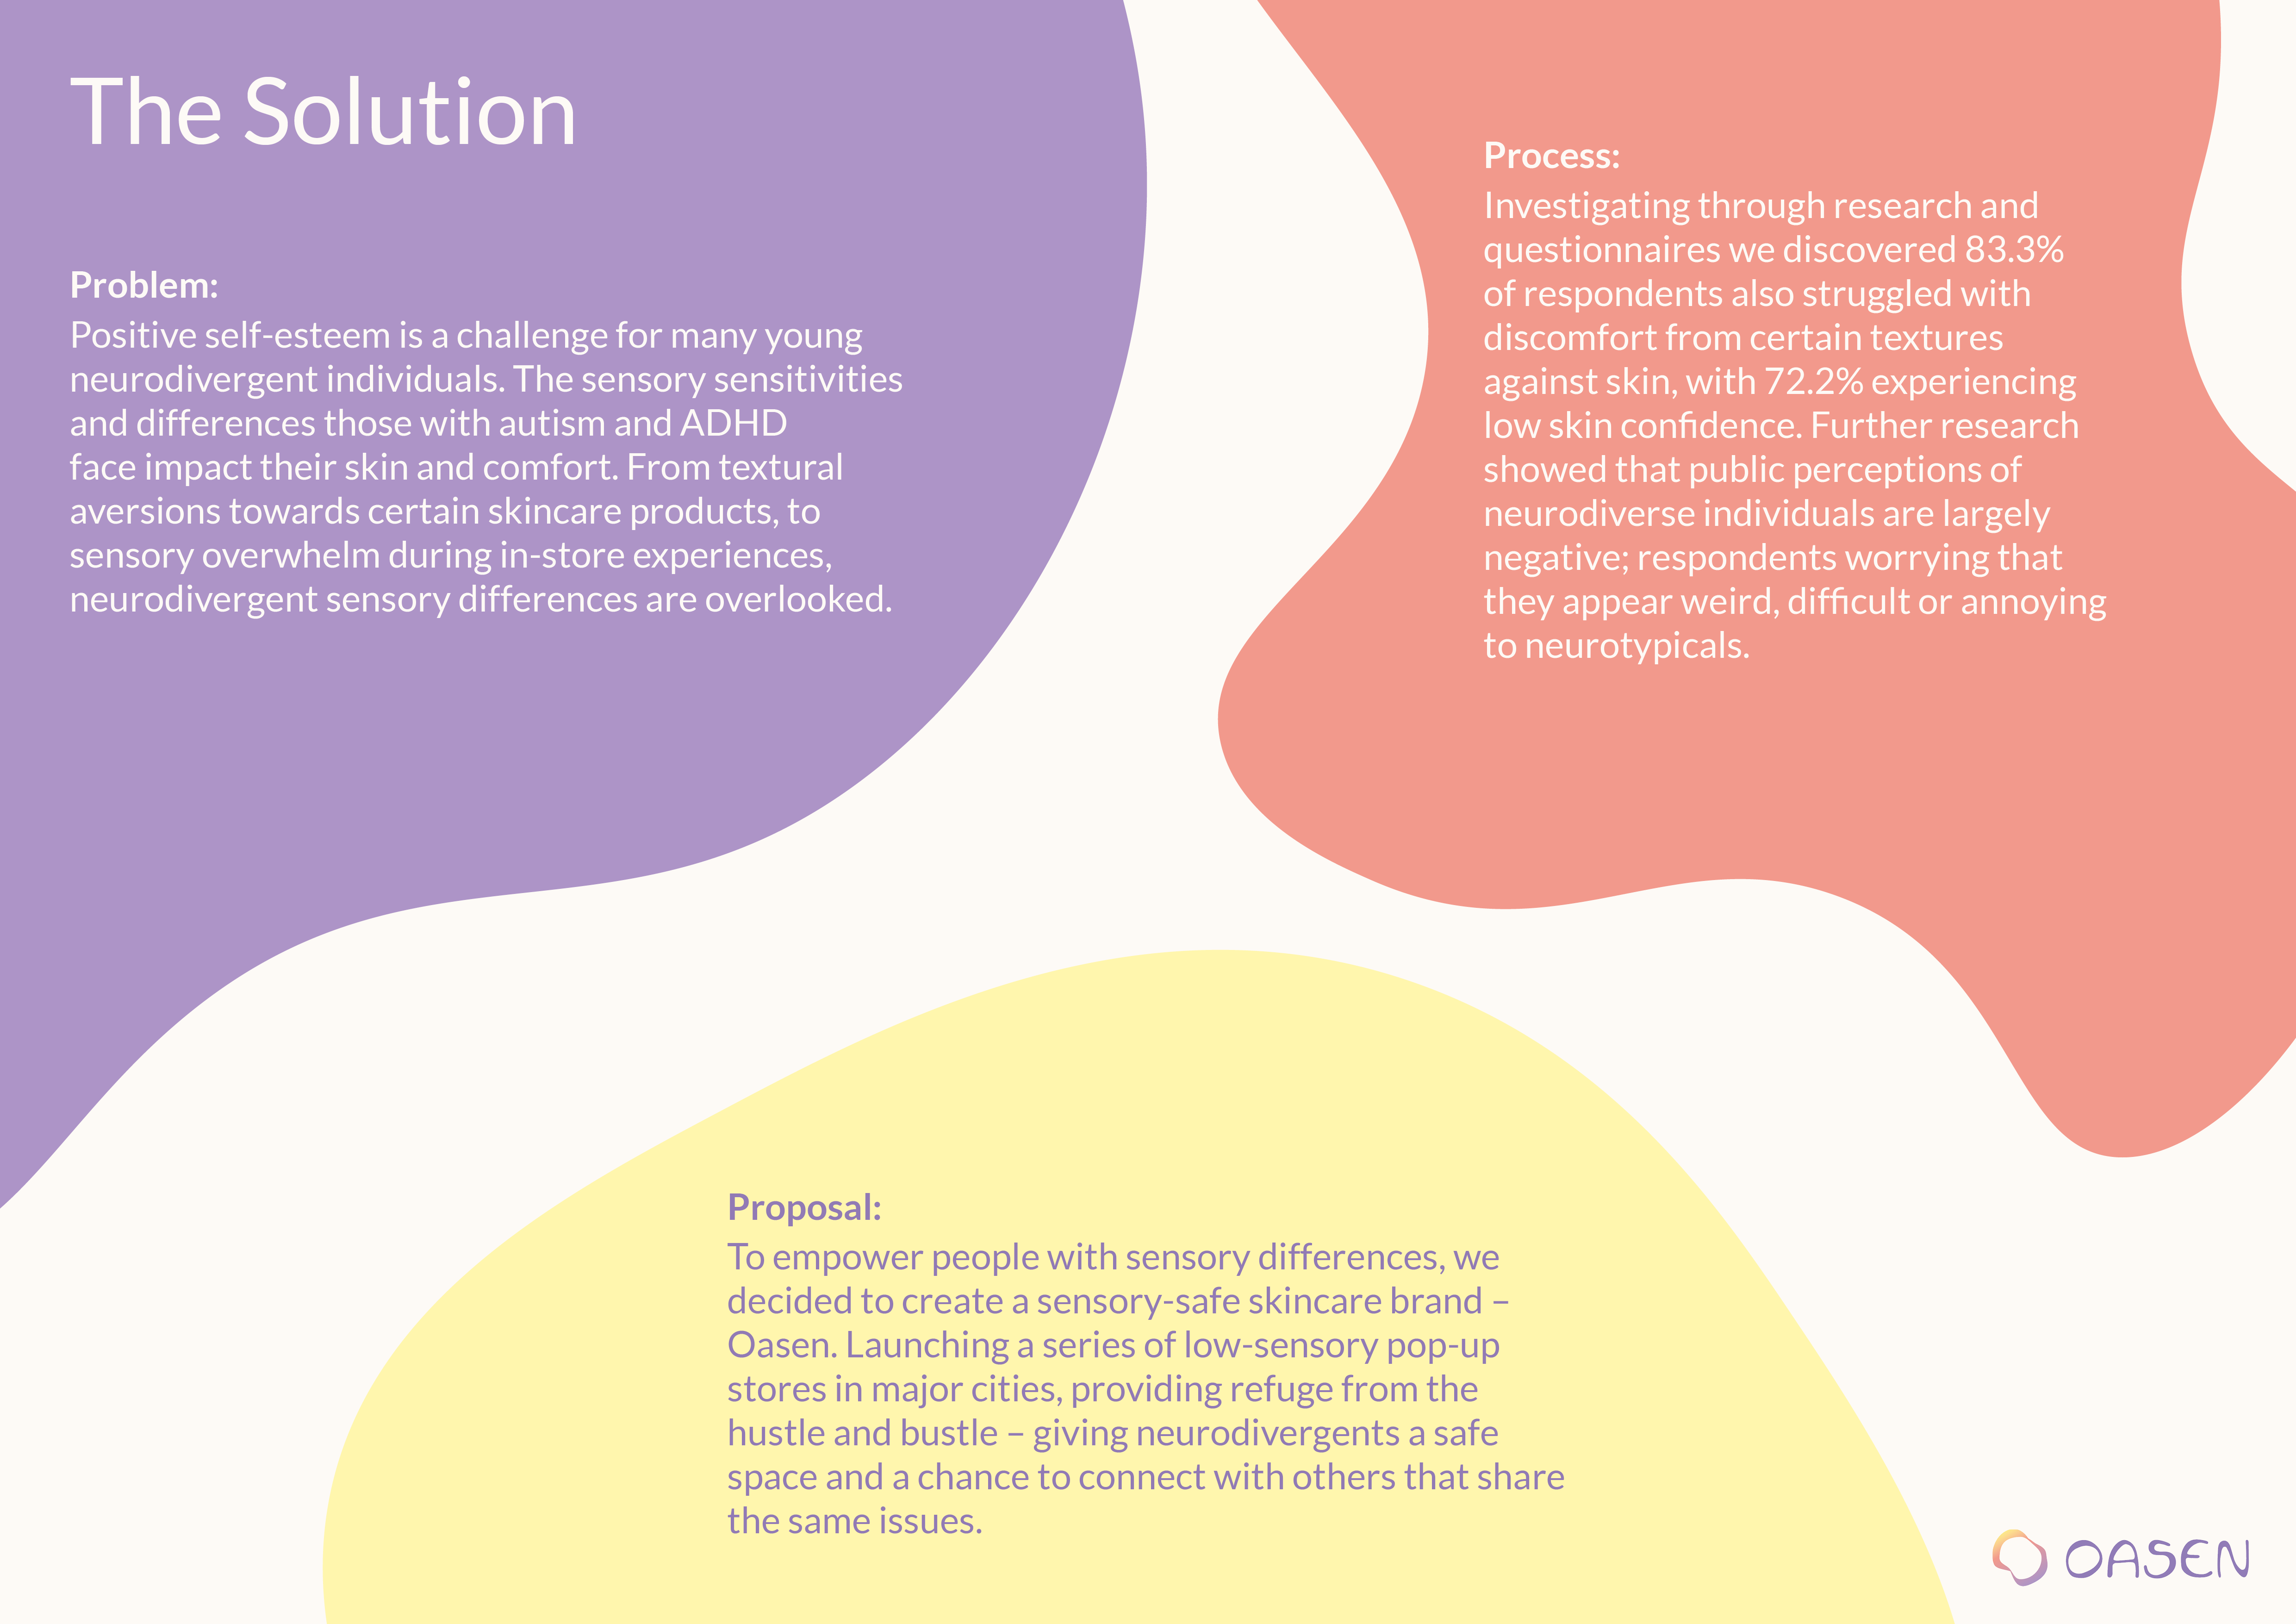 The Solution
Problem:
Positive self-esteem is a challenge for many young
neurodivergent individuals. The sensory sensitivities
and differences those with autism and ADHD
face impact their skin and comfort. From textural
aversions towards certain skincare products, to
sensory overwhelm during in-store experiences,
neurodivergent sensory differences are overlooked.
Process:
Investigating through research and
questionnaires we discovered 83.3%
of respondents also struggled with
discomfort from certain textures
against skin, with 72.2% experiencing
low skin confidence. Further research
showed that public perceptions of
neurodiverse individuals are largely
negative; respondents worrying that
they appear weird, difficult or annoying
to neurotypicals.
Proposal:
To empower people with sensory differences, we
decided to create a sensory-safe skincare brand –
Oasen. Launching a series of low-sensory pop-up
stores in major cities, providing refuge from the
hustle and bustle – giving neurodivergents a safe
space and a chance to connect with others that share
the same issues.
OASEN